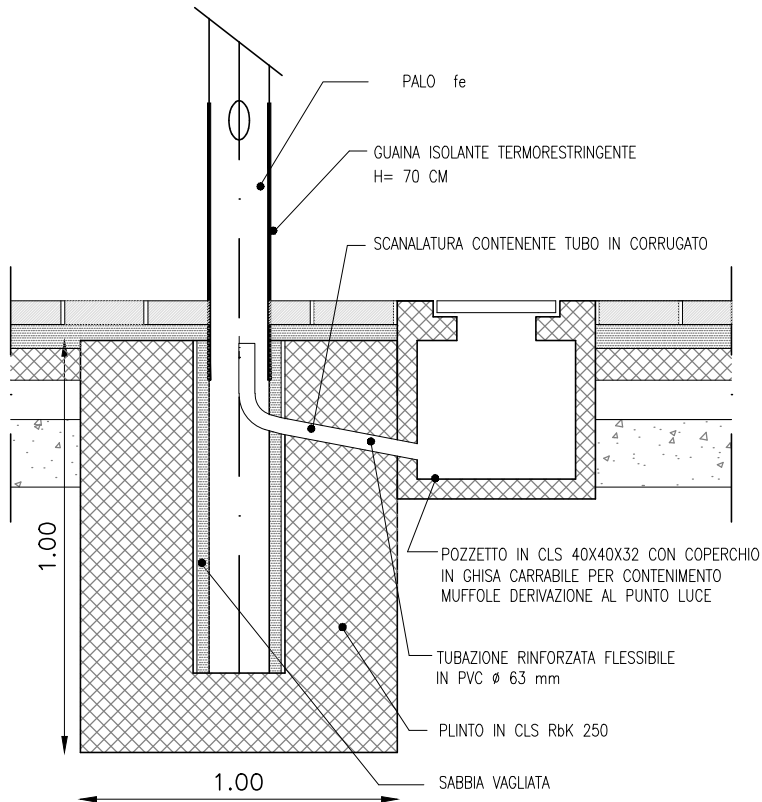 PALO fe
GUAINA ISOLANTE TERMORESTRINGENTE
H= 70 CM
SCANALATURA CONTENENTE TUBO IN CORRUGATO
1.00
POZZETTO IN CLS 40X40X32 CON COPERCHIO
IN GHISA CARRABILE PER CONTENIMENTO
MUFFOLE DERIVAZIONE AL PUNTO LUCE
TUBAZIONE RINFORZATA FLESSIBILE
IN PVC Ø 63 mm
PLINTO IN CLS RbK 250
1.00
SABBIA VAGLIATA